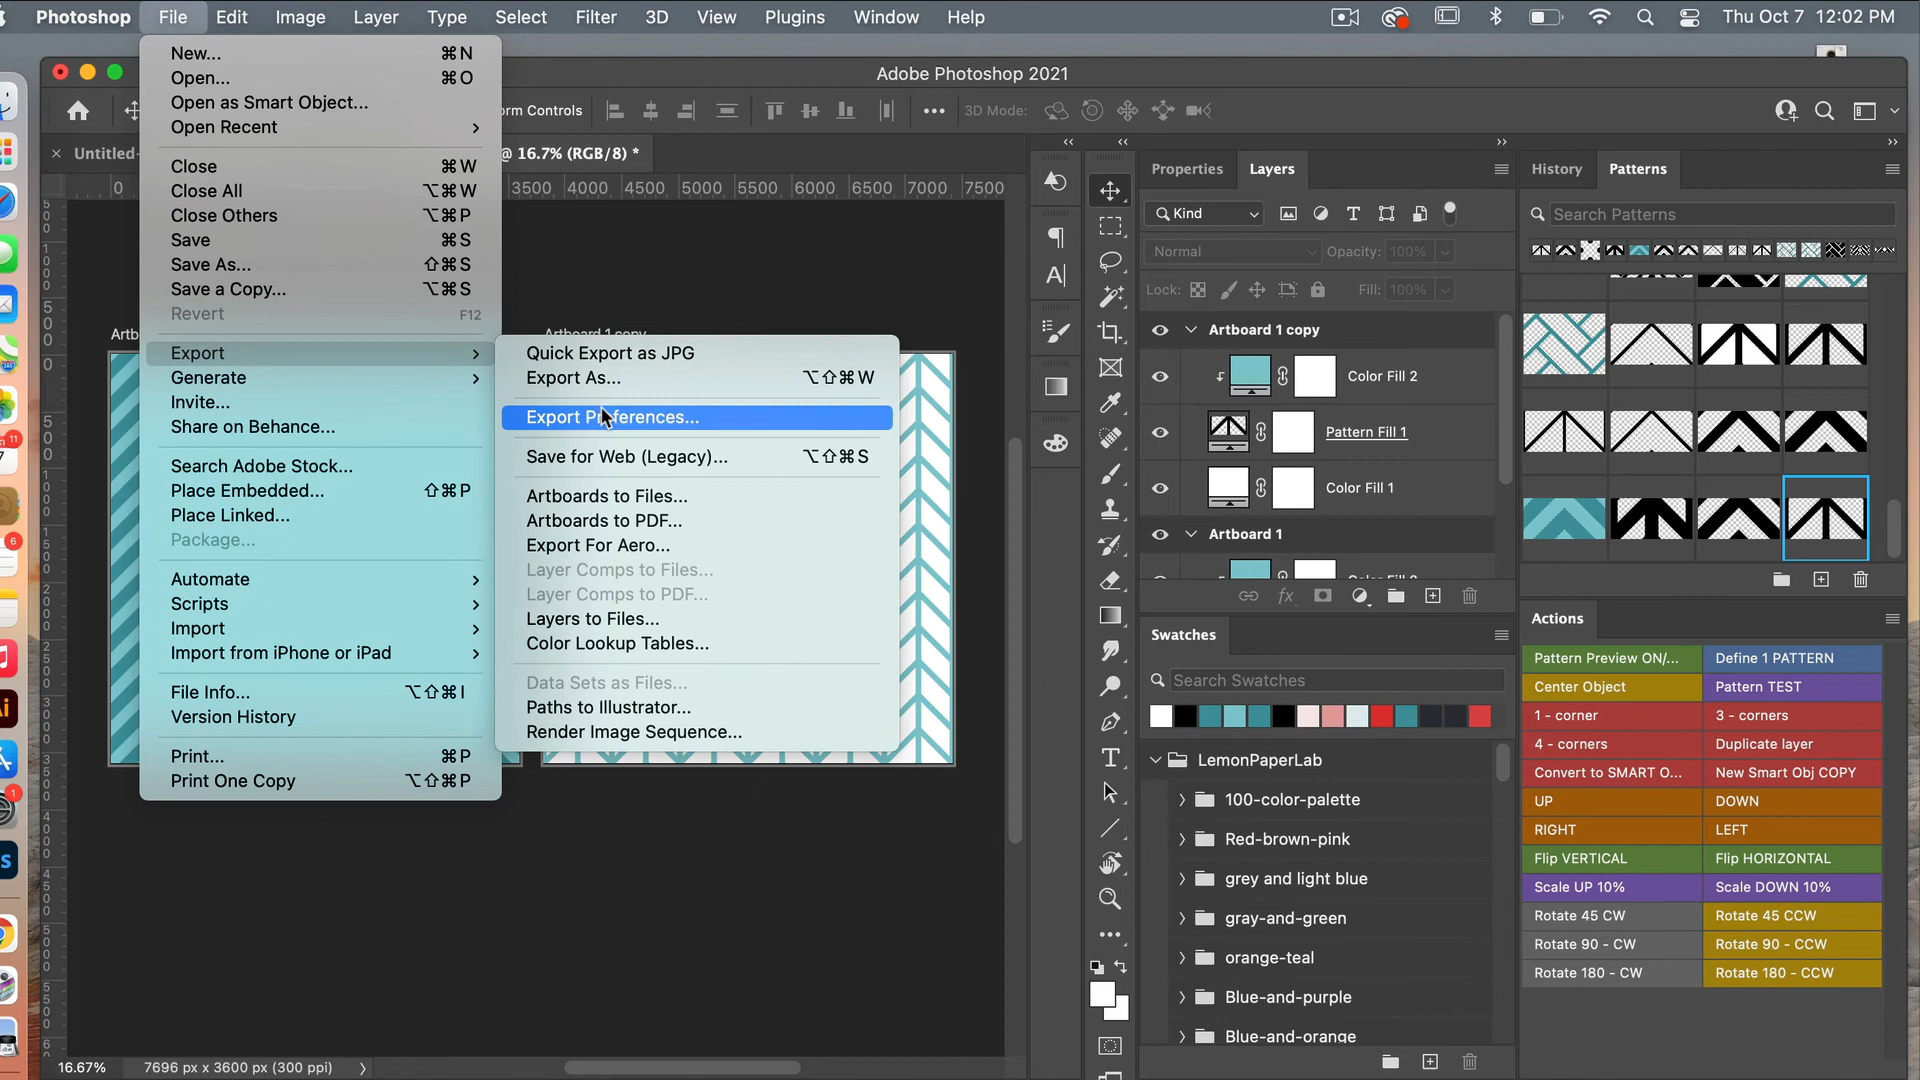 Photoshop File Edit Image Layer Type Select Filter 3D View Plugins Window Help Thu Oct 7 12:02 PM
Adobe Photoshop 2021
orm Controls 3D Mode:
Untitled- @ 16.7% (RGB/8) *
0 3500 4000 4500 5000 5500 6000 6500 7000 7500
New... ⌘N
Open... ⌘O
Open as Smart Object...
Open Recent
Close ⌘W
Close All ⌥⌘W
Close Others ⌥⌘P
Save ⌘S
Save As... ⇧⌘S
Save a Copy... ⌥⌘S
Revert F12
Export
Generate
Invite...
Share on Behance...
Search Adobe Stock...
Place Embedded... ⇧⌘P
Place Linked...
Package...
Automate
Scripts
Import
Import from iPhone or iPad
File Info... ⌥⇧⌘I
Version History
Print... ⌘P
Print One Copy ⌥⇧⌘P
Artb
Artboard 1 copy
Quick Export as JPG
Export As... ⌥⇧⌘W
Export Preferences...
Save for Web (Legacy)... ⌥⇧⌘S
Artboards to Files...
Artboards to PDF...
Export For Aero...
Layer Comps to Files...
Layer Comps to PDF...
Layers to Files...
Color Lookup Tables...
Data Sets as Files...
Paths to Illustrator...
Render Image Sequence...
16.67% 7696 px x 3600 px (300 ppi)
Properties Layers
Kind
Normal Opacity: 100%
Lock: Fill: 100%
Artboard 1 copy
Color Fill 2
Pattern Fill 1
Color Fill 1
Artboard 1
Swatches
Search Swatches
LemonPaperLab
100-color-palette
Red-brown-pink
grey and light blue
gray-and-green
orange-teal
Blue-and-purple
Blue-and-orange
History Patterns
Search Patterns
Actions
Pattern Preview ON/... Define 1 PATTERN
Center Object Pattern TEST
1 - corner 3 - corners
4 - corners Duplicate layer
Convert to SMART O... New Smart Obj COPY
UP DOWN
RIGHT LEFT
Flip VERTICAL Flip HORIZONTAL
Scale UP 10% Scale DOWN 10%
Rotate 45 CW Rotate 45 CCW
Rotate 90 - CW Rotate 90 - CCW
Rotate 180 - CW Rotate 180 - CCW
11
7
6
1